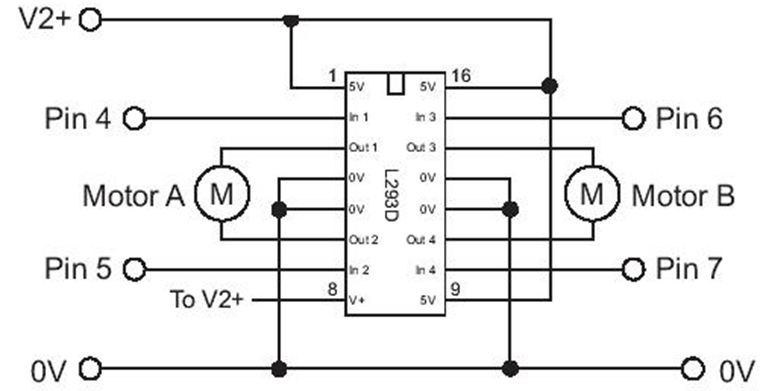 V2+
1 5V 5V 16
Pin 4 In 1 In 3 Pin 6
Out 1 Out 3
0V 0V
Motor A M L293D M Motor B
0V 0V
Out 2 Out 4
Pin 5 In 2 In 4 Pin 7
To V2+ 8 V+ 5V 9
0V 0V